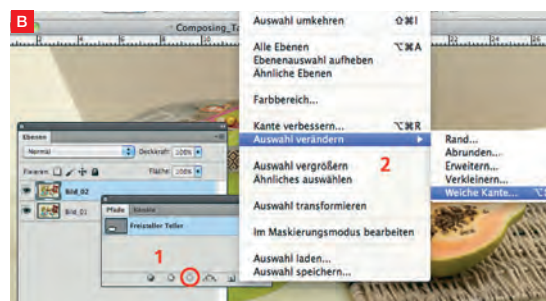 B
Composing_Ta
Auswahl umkehren ⇧⌘I
Alle Ebenen ⌥⌘A
Ebenenauswahl aufheben
Ähnliche Ebenen
Farbbereich...
Kante verbessern... ⌥⌘R
Auswahl verändern
Auswahl vergrößern
Ähnliches auswählen
Auswahl transformieren
Im Maskierungsmodus bearbeiten
Auswahl laden...
Auswahl speichern...
2
Rand...
Abrunden...
Erweitern...
Verkleinern...
Weiche Kante...
Ebenen
Normal Deckkraft: 100%
Fixieren: Fläche: 100%
Bild_02
Bild_01
Pfade Kanäle
Freisteller Teller
1